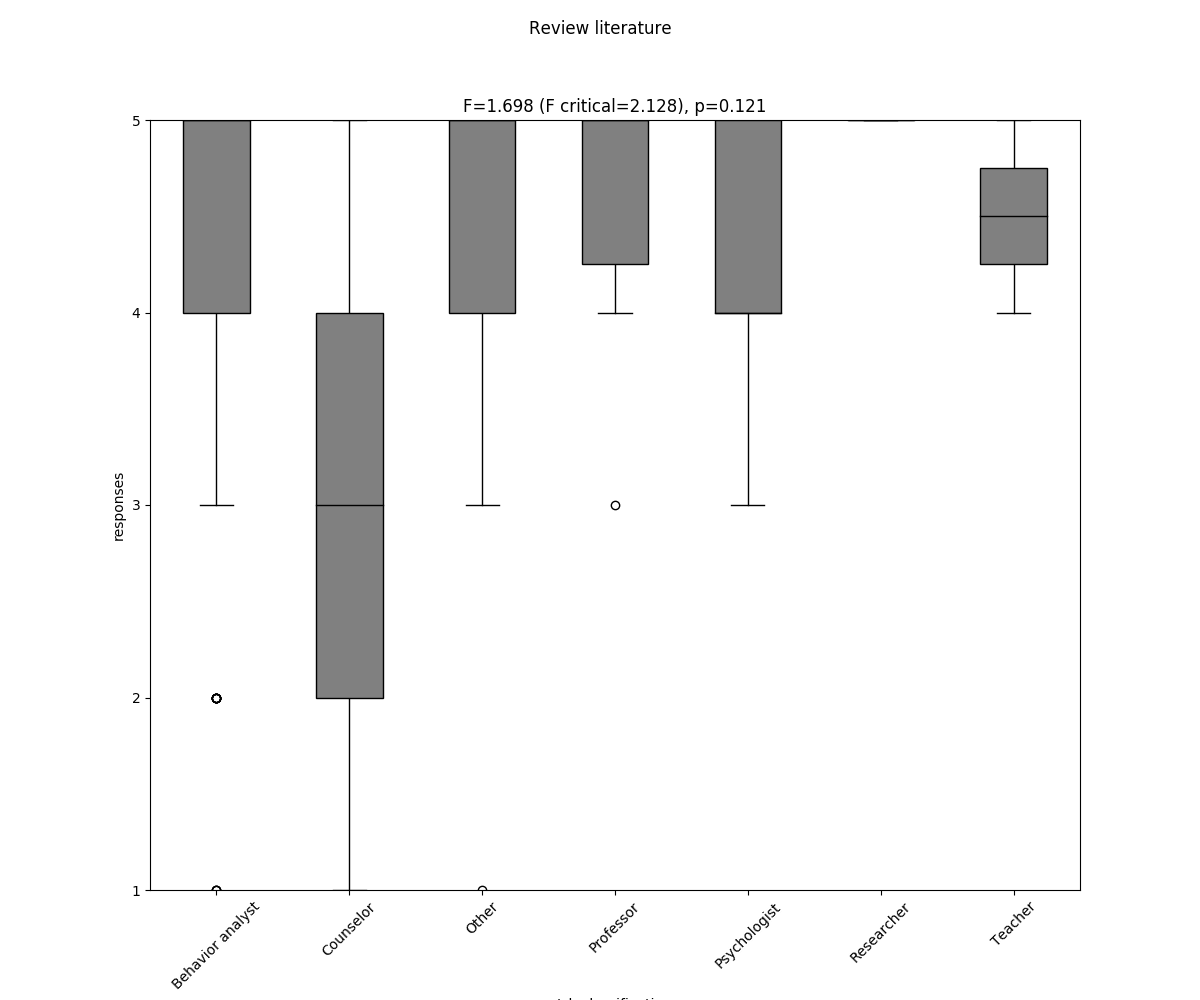 Review literature
F=1.698 (F critical=2.128), p=0.121
5
4
3
2
1
responses
Behavior analyst
Counselor
Other
Professor
Psychologist
Researcher
Teacher